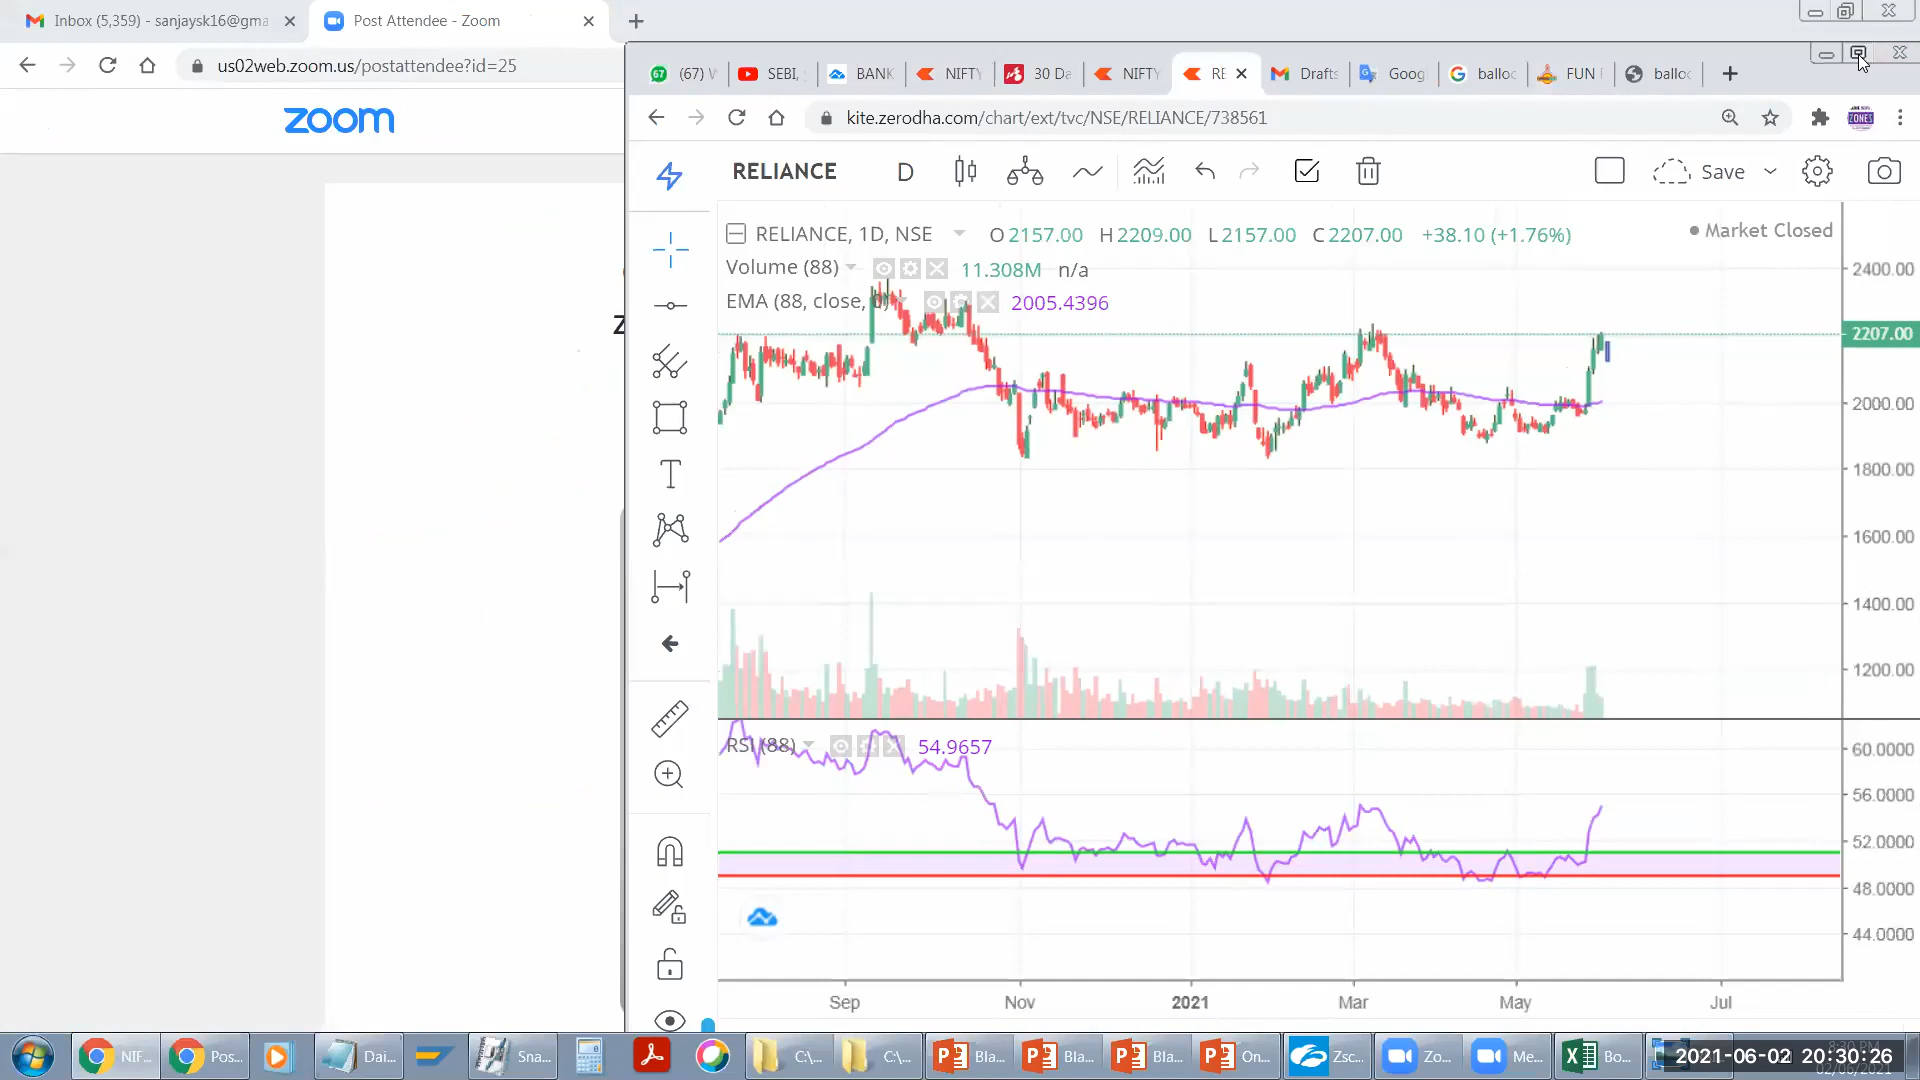 Inbox (5,359) - sanjaysk16@gma
Post Attendee - Zoom
us02web.zoom.us/postattendee?id=25
zoom
Z
(67) W
SEBI,
BANK
NIFTY
30 Da
NIFTY
RE
Drafts
Goog
balloc
FUN
balloc
kite.zerodha.com/chart/ext/tvc/NSE/RELIANCE/738561
RELIANCE
D
Save
RELIANCE, 1D, NSE
O 2157.00 H 2209.00 L 2157.00 C 2207.00 +38.10 (+1.76%)
Market Closed
Volume (88)
11.308M n/a
EMA (88, close, 0)
2005.4396
2400.00
2207.00
2000.00
1800.00
1600.00
1400.00
1200.00
RSI (88)
54.9657
60.0000
56.0000
52.0000
48.0000
44.0000
Sep
Nov
2021
Mar
May
Jul
NIF...
Pos...
Dai...
Sna...
C:\...
C:\...
Bla...
Bla...
Bla...
On...
Zsc...
Zo...
Me...
Bo...
2021-06-02 20:30:26
02/06/2021